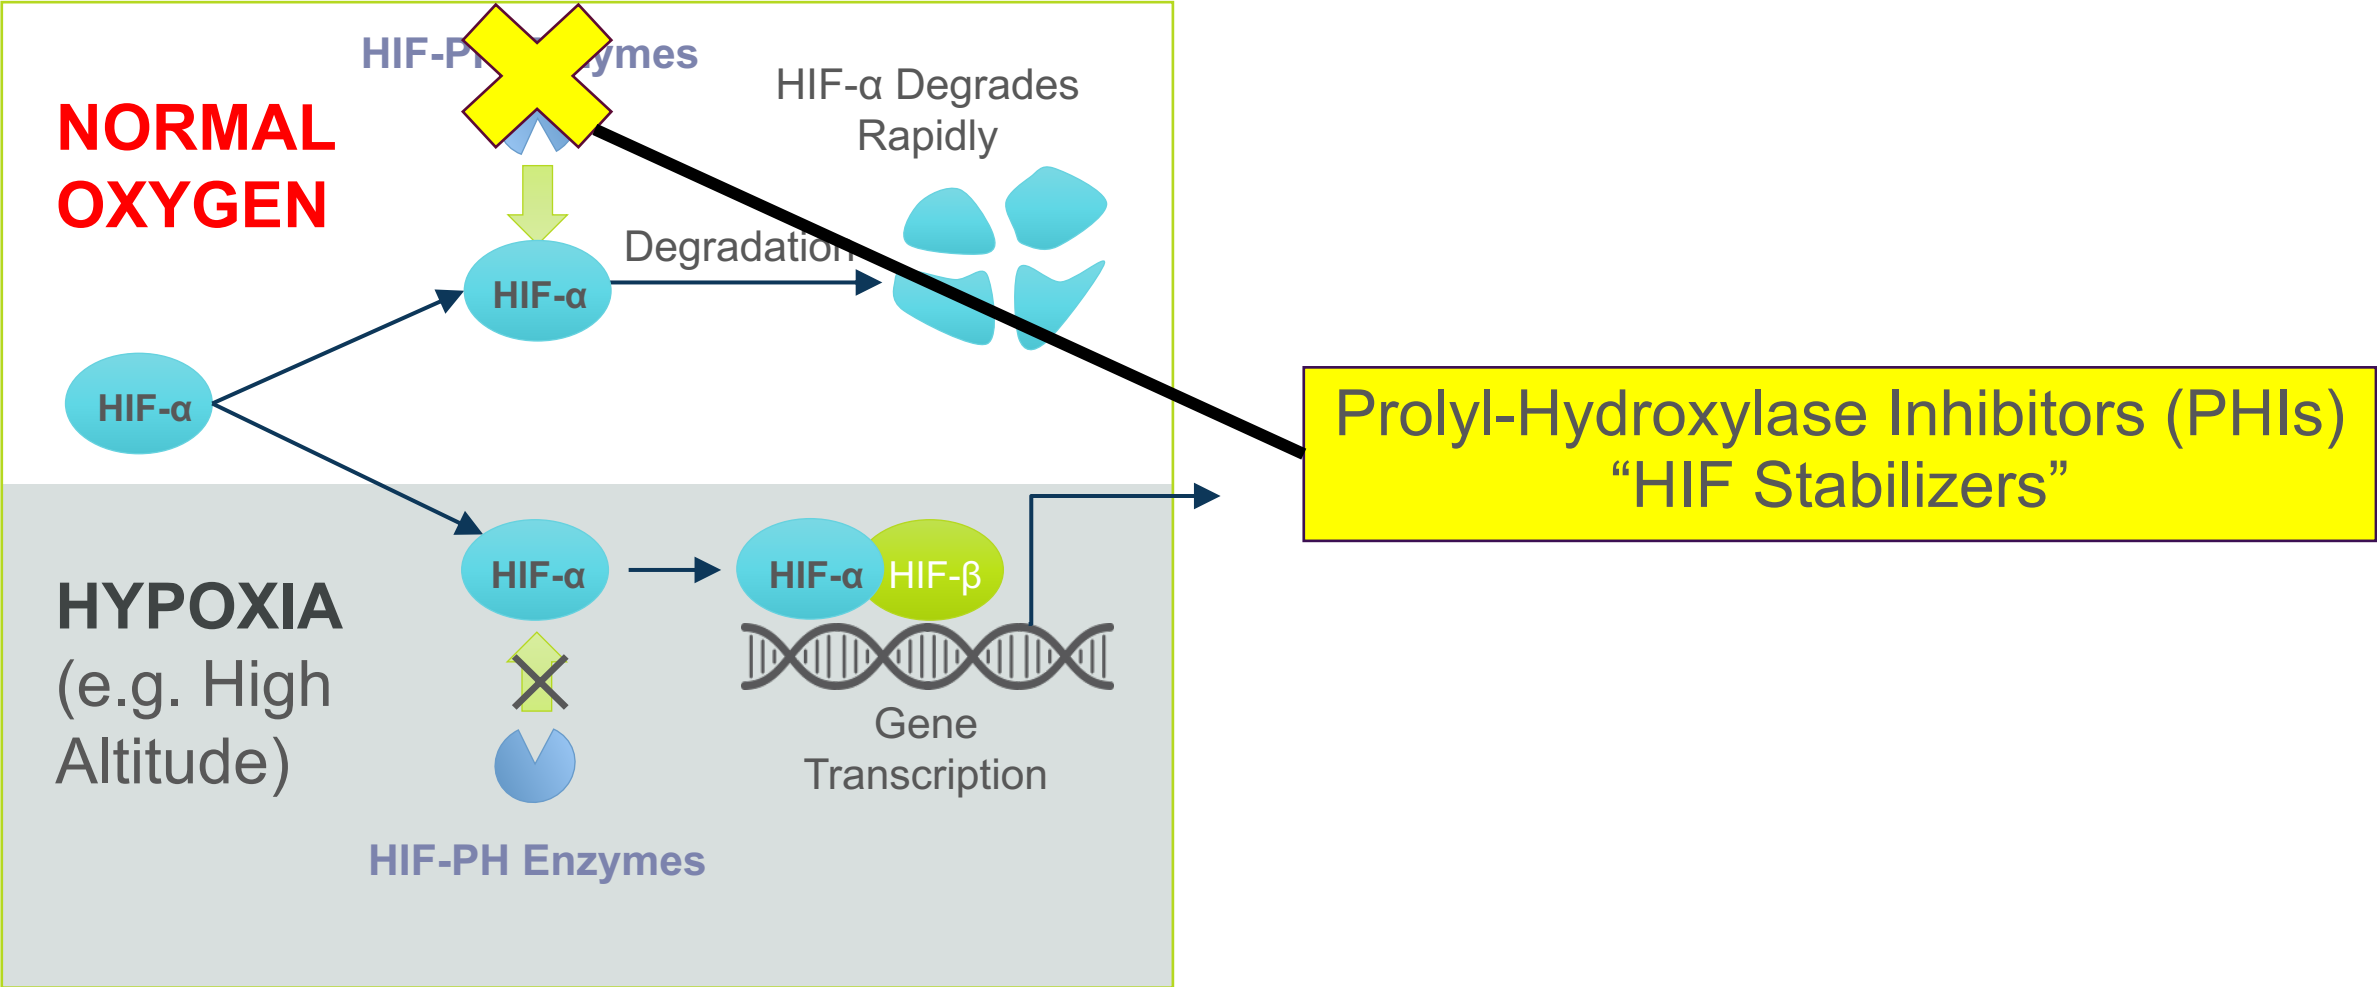 HIF-P ymes
NORMAL
OXYGEN
HIF-α Degrades
Rapidly
Degradation
HIF-α
HIF-α
Prolyl-Hydroxylase Inhibitors (PHIs)
“HIF Stabilizers”
HYPOXIA
(e.g. High
Altitude)
HIF-α
HIF-α
HIF-β
Gene
Transcription
HIF-PH Enzymes